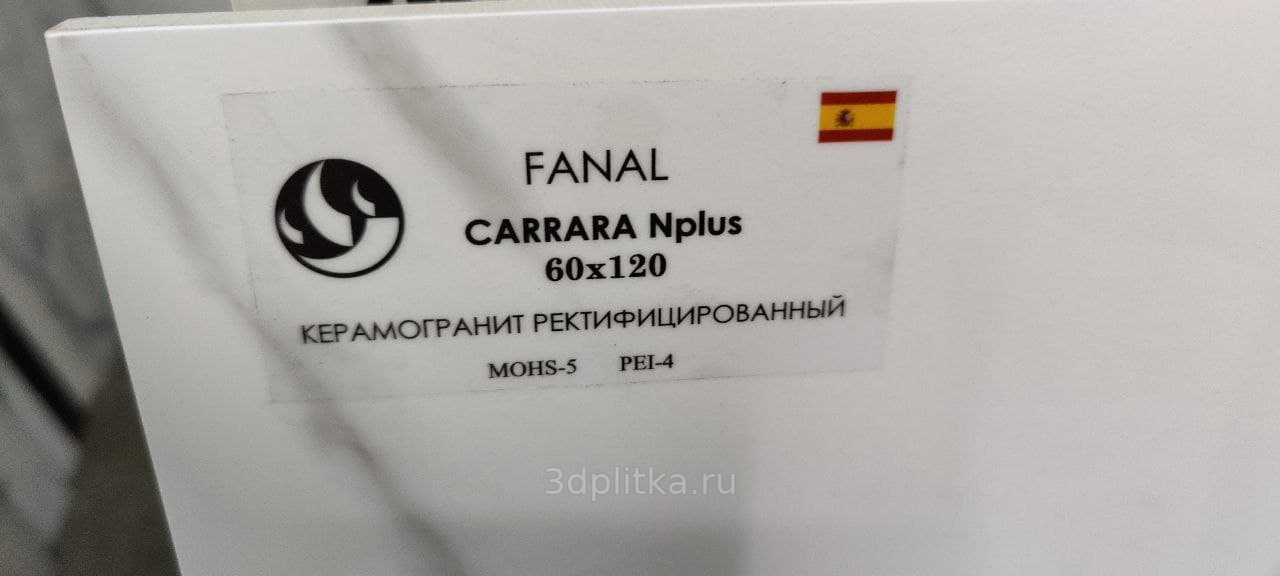 FANAL
CARRARA Nplus
60x120
КЕРАМОГРАНИТ РЕКТИФИЦИРОВАННЫЙ
MOHS-5 PEI-4
3dplitka.ru